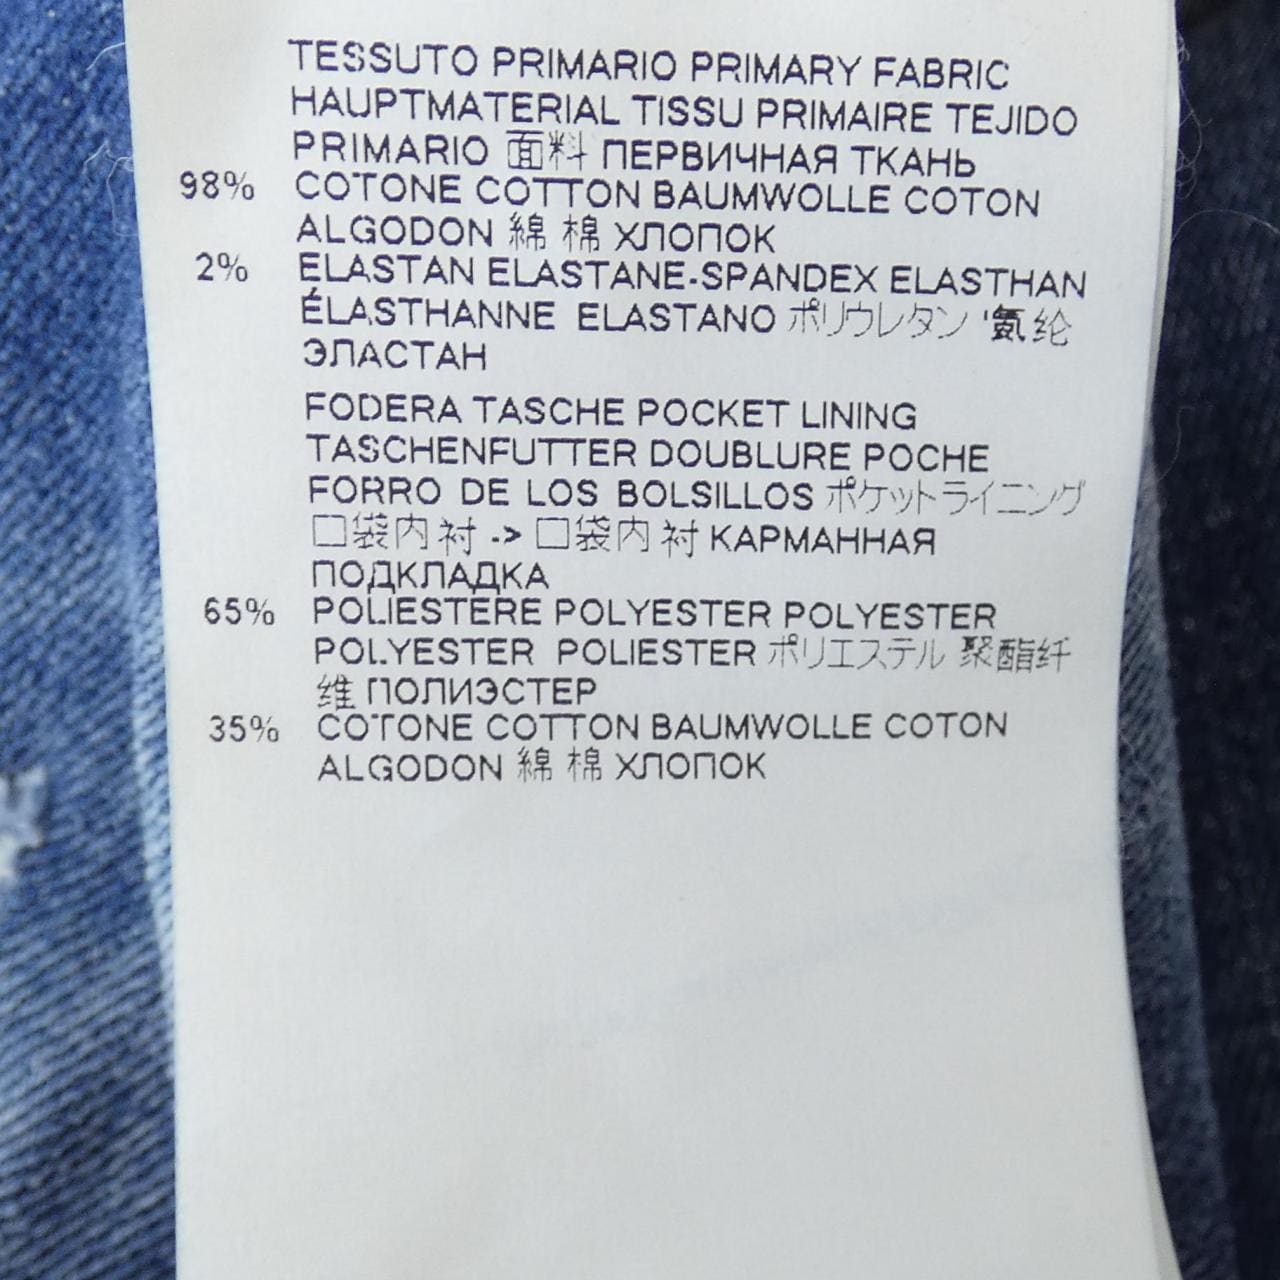 TESSUTO PRIMARIO PRIMARY FABRIC
HAUPTMATERIAL TISSU PRIMAIRE TEJIDO
PRIMARIO 面料 ПЕРВИЧНАЯ ТКАНЬ
98% COTONE COTTON BAUMWOLLE COTON
ALGODON 綿 棉 ХЛОПОК
2% ELASTAN ELASTANE-SPANDEX ELASTHAN
ÉLASTHANNE ELASTANO ポリウレタン '氨纶
ЭЛАСТАН
FODERA TASCHE POCKET LINING
TASCHENFUTTER DOUBLURE POCHE
FORRO DE LOS BOLSILLOS ポケットライニング
口袋内衬 -> 口袋内衬 КАРМАННАЯ
ПОДКЛАДКА
65% POLIESTERE POLYESTER POLYESTER
POLYESTER POLIESTER ポリエステル 聚酯纤
维 ПОЛИЭСТЕР
35% COTONE COTTON BAUMWOLLE COTON
ALGODON 綿 棉 ХЛОПОК